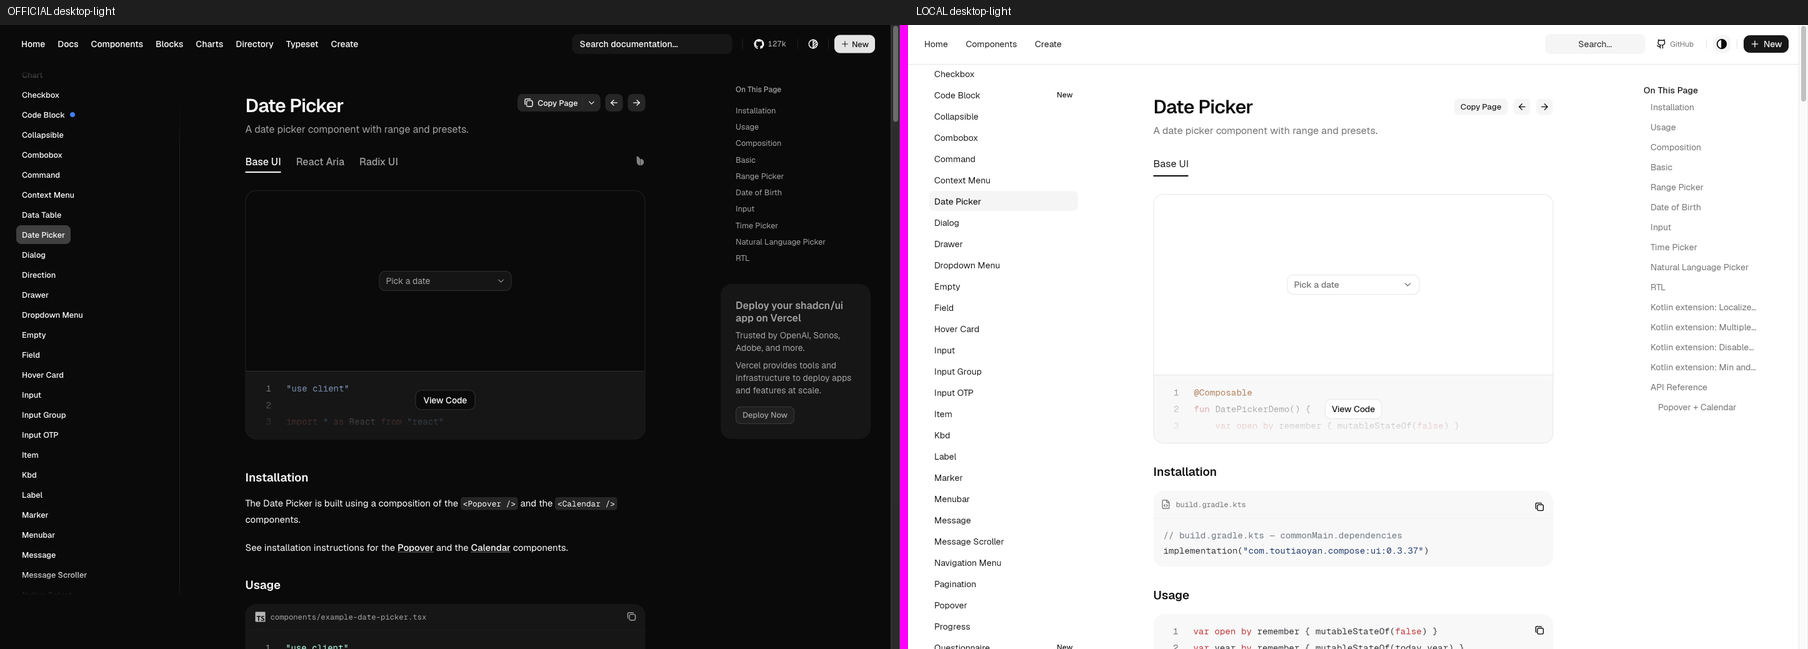 OFFICIAL desktop-light
Home Docs Components Blocks Charts Directory Typeset Create
Search documentation...
127k
+ New
Chart
Checkbox
Code Block
Collapsible
Combobox
Command
Context Menu
Data Table
Date Picker
Dialog
Direction
Drawer
Dropdown Menu
Empty
Field
Hover Card
Input
Input Group
Input OTP
Item
Kbd
Label
Marker
Menubar
Message
Message Scroller
Date Picker
Copy Page
A date picker component with range and presets.
Base UI React Aria Radix UI
Pick a date
1 "use client"
2
3 import * as React from "react"
View Code
Installation
The Date Picker is built using a composition of the <Popover /> and the <Calendar />
components.
See installation instructions for the Popover and the Calendar components.
Usage
components/example-date-picker.tsx
1 "use client"
On This Page
Installation
Usage
Composition
Basic
Range Picker
Date of Birth
Input
Time Picker
Natural Language Picker
RTL
Deploy your shadcn/ui
app on Vercel
Trusted by OpenAI, Sonos,
Adobe, and more.
Vercel provides tools and
infrastructure to deploy apps
and features at scale.
Deploy Now
LOCAL desktop-light
Home Components Create
Search...
GitHub
+ New
Checkbox
Code Block New
Collapsible
Combobox
Command
Context Menu
Date Picker
Dialog
Drawer
Dropdown Menu
Empty
Field
Hover Card
Input
Input Group
Input OTP
Item
Kbd
Label
Marker
Menubar
Message
Message Scroller
Navigation Menu
Pagination
Popover
Progress
Questionnaire New
Date Picker
Copy Page
A date picker component with range and presets.
Base UI
Pick a date
1 @Composable
2 fun DatePickerDemo() {
3 var open by remember { mutableStateOf(false) }
View Code
Installation
build.gradle.kts
// build.gradle.kts — commonMain.dependencies
implementation("com.toutiaoyan.compose:ui:0.3.37")
Usage
1 var open by remember { mutableStateOf(false) }
2 var year by remember { mutableStateOf(today.year) }
On This Page
Installation
Usage
Composition
Basic
Range Picker
Date of Birth
Input
Time Picker
Natural Language Picker
RTL
Kotlin extension: Localize...
Kotlin extension: Multiple...
Kotlin extension: Disable...
Kotlin extension: Min and...
API Reference
Popover + Calendar